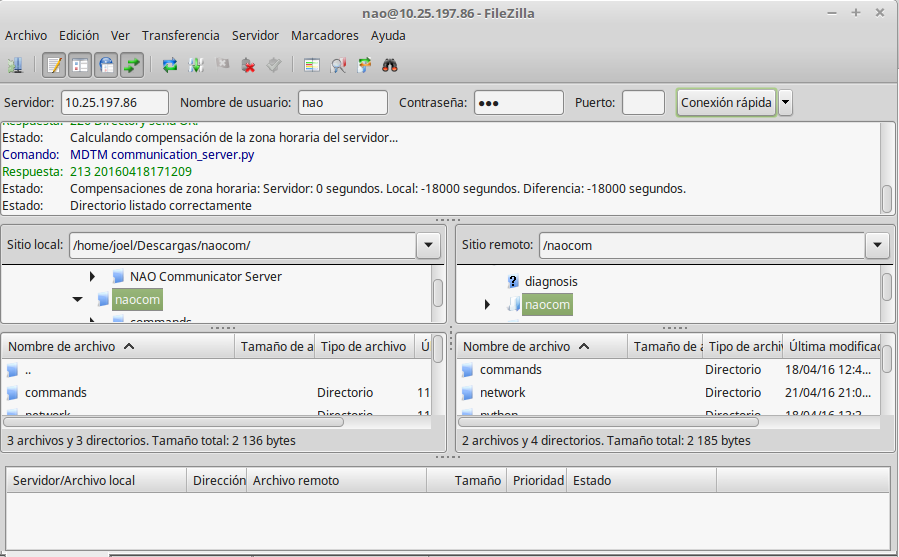 nao@10.25.197.86 - FileZilla
Archivo Edición Ver Transferencia Servidor Marcadores Ayuda
Servidor: 10.25.197.86 Nombre de usuario: nao Contraseña: ●●● Puerto: Conexión rápida
Respuesta: 226 Directory send OK.
Estado: Calculando compensación de la zona horaria del servidor...
Comando: MDTM communication_server.py
Respuesta: 213 20160418171209
Estado: Compensaciones de zona horaria: Servidor: 0 segundos. Local: -18000 segundos. Diferencia: -18000 segundos.
Estado: Directorio listado correctamente
Sitio local: /home/joel/Descargas/naocom/
NAO Communicator Server
naocom
commands
Sitio remoto: /naocom
diagnosis
naocom
Nombre de archivo Tamaño de a Tipo de archivo Ú
..
commands Directorio 11
network Directorio 11
3 archivos y 3 directorios. Tamaño total: 2 136 bytes
Nombre de archivo Tamaño de a Tipo de archiv Última modificac
commands Directorio 18/04/16 12:4...
network Directorio 21/04/16 21:0...
python Directorio 18/04/16 12:2...
2 archivos y 4 directorios. Tamaño total: 2 185 bytes
Servidor/Archivo local Dirección Archivo remoto Tamaño Prioridad Estado